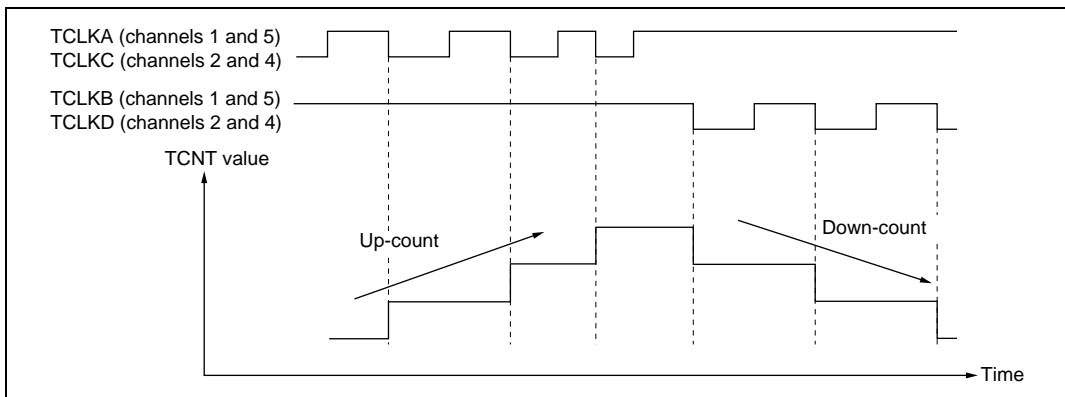 TCLKA (channels 1 and 5)
TCLKC (channels 2 and 4)
TCLKB (channels 1 and 5)
TCLKD (channels 2 and 4)
TCNT value
Up-count
Down-count
Time